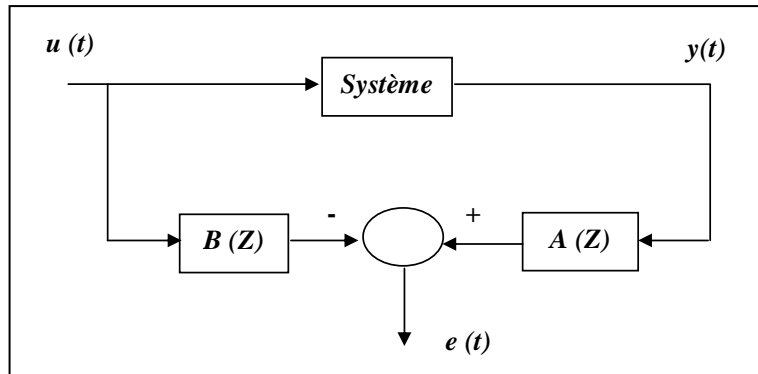 u (t)
y(t)
Système
-
+
B (Z)
A (Z)
e (t)